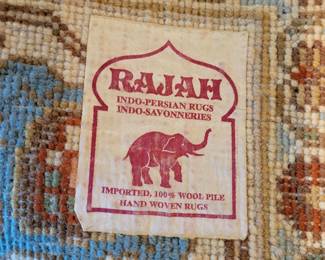 RAJAH
INDO-PERSIAN RUGS
INDO-SAVONNERIES
IMPORTED, 100% WOOL PILE
HAND WOVEN RUGS